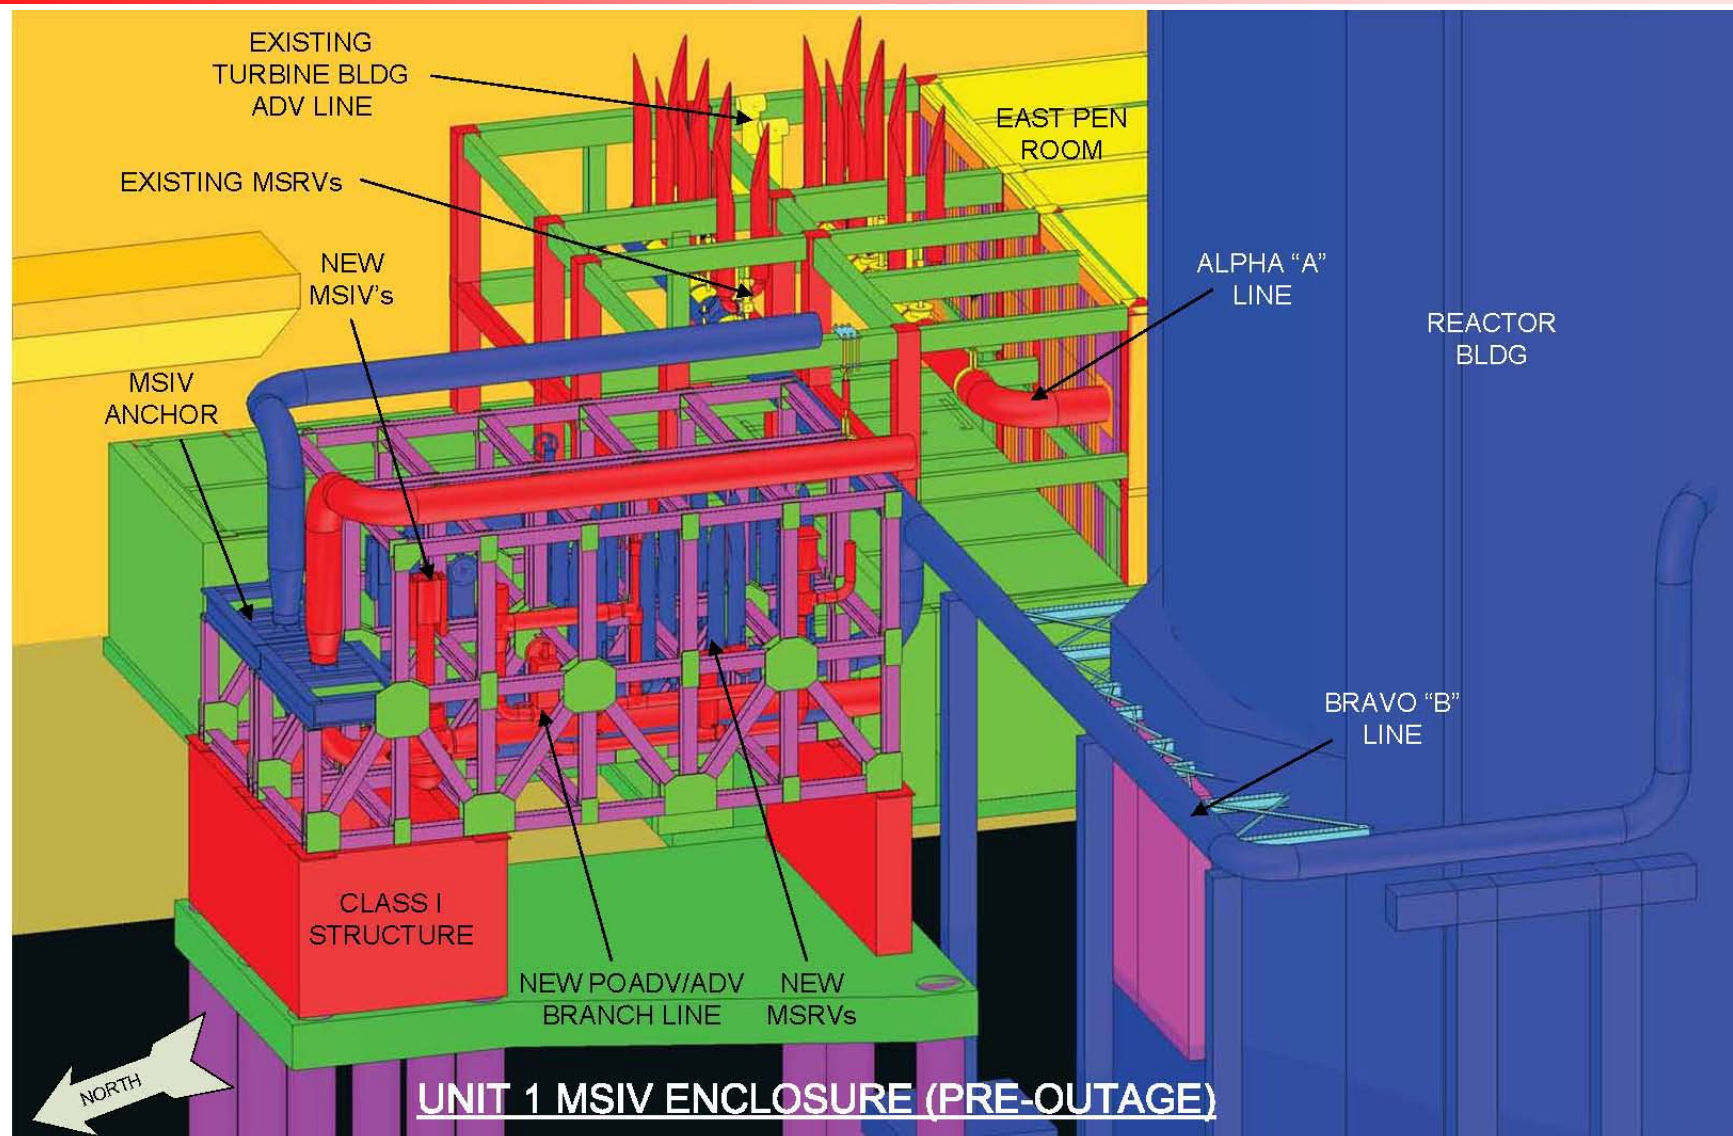 EXISTING
TURBINE BLDG
ADV LINE
EAST PEN
ROOM
EXISTING MSRVs
NEW
MSIV's
ALPHA “A”
LINE
REACTOR
BLDG
MSIV
ANCHOR
BRAVO “B”
LINE
CLASS I
STRUCTURE
NEW POADV/ADV
BRANCH LINE
NEW
MSRVs
NORTH
UNIT 1 MSIV ENCLOSURE (PRE-OUTAGE)